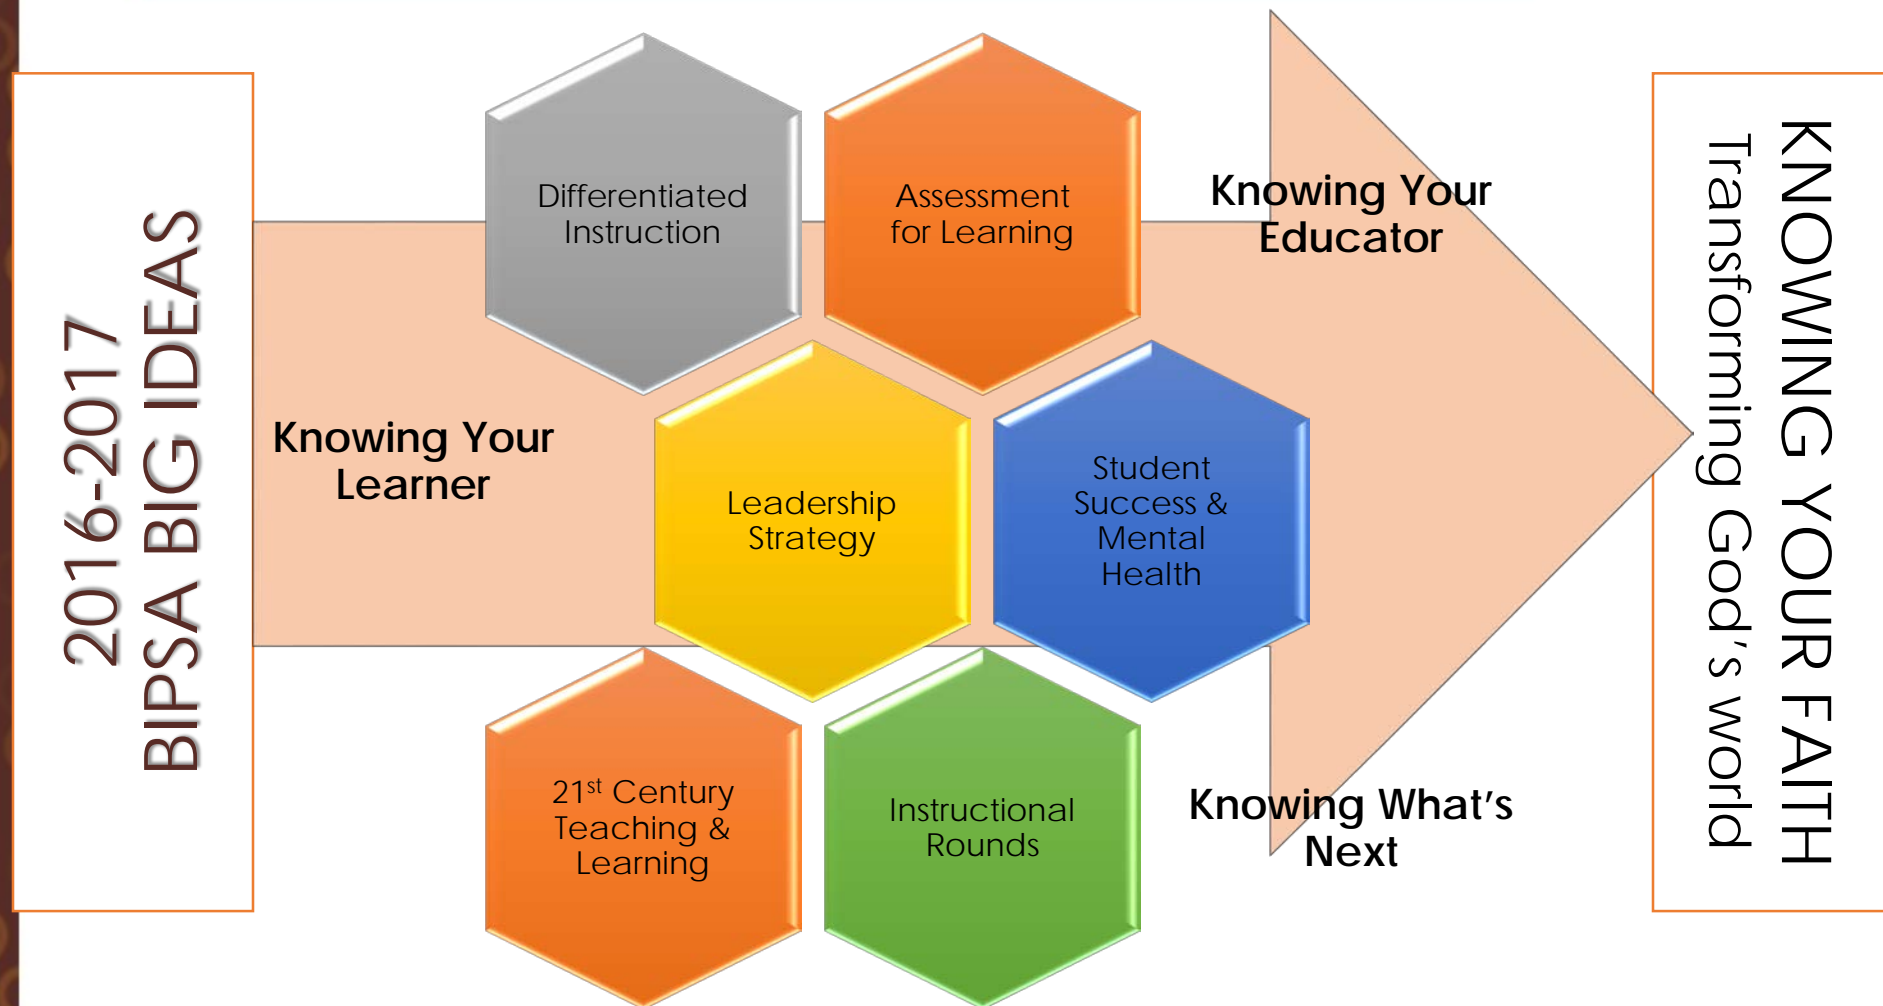 2016-2017
BIPSA BIG IDEAS
Differentiated
Instruction
Assessment
for Learning
Knowing Your
Educator
Knowing Your
Learner
Leadership
Strategy
Student
Success &
Mental
Health
21st Century
Teaching &
Learning
Instructional
Rounds
Knowing What's
Next
KNOWING YOUR FAITH
Transforming God's world